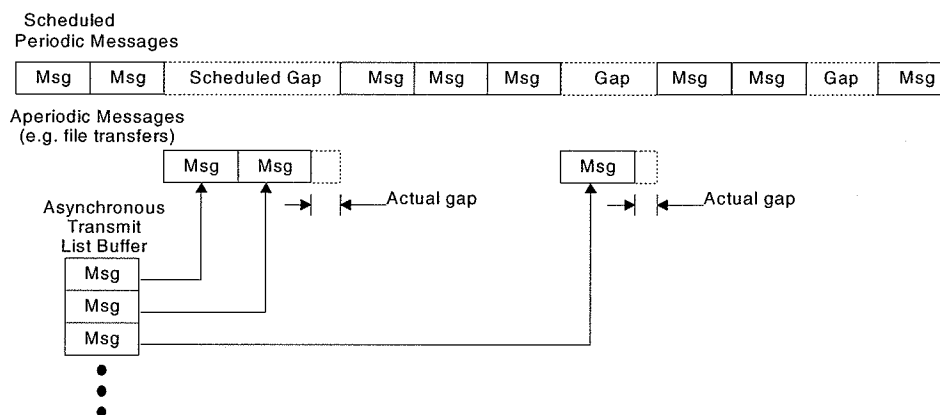 Scheduled
Periodic Messages
Msg Msg Scheduled Gap Msg Msg Msg Gap Msg Msg Gap Msg
Aperiodic Messages
(e.g. file transfers)
Msg Msg Msg
Actual gap Actual gap
Asynchronous
Transmit
List Buffer
Msg
Msg
Msg